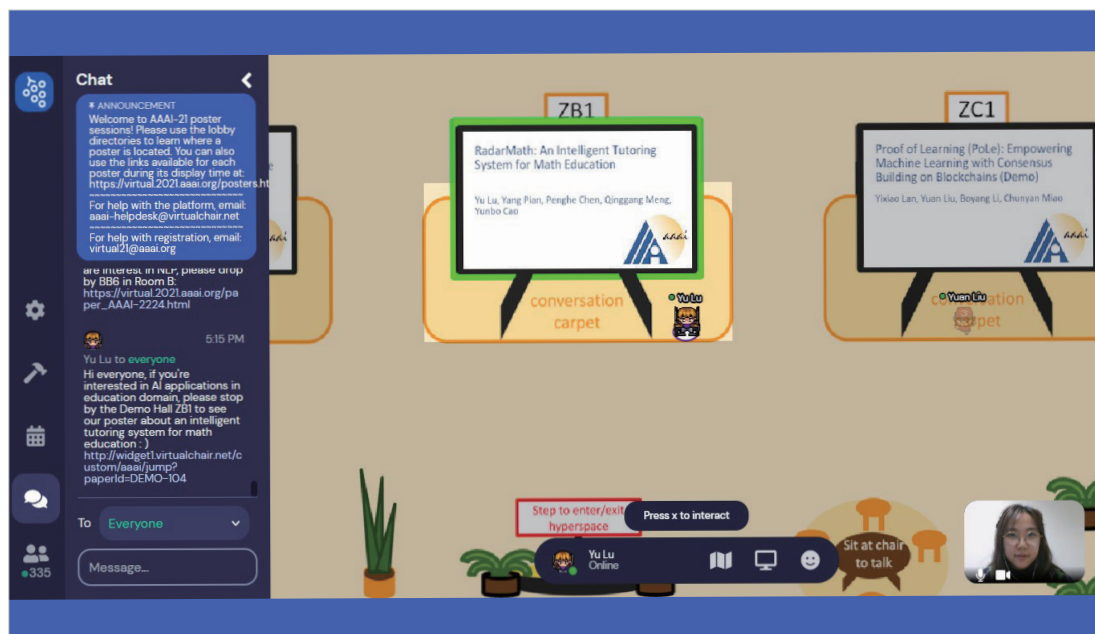 Chat
ANNOUNCEMENT
Welcome to AAAI-21 poster
sessions! Please use the lobby
directories to learn where a
poster is located. You can also
use the links available for each
poster during its display time at:
https://virtual.2021.aaai.org/posters.ht
For help with the platform, email:
aaai-helpdesk@virtualchair.net
For help with registration, email:
virtual21@aaai.org
are interest in NLP, please drop
by BB6 in Room B:
https://virtual.2021.aaai.org/pa
per_AAAI-2224.html
5:15 PM
Yu Lu to everyone
Hi everyone, if you're
interested in AI applications in
education domain, please stop
by the Demo Hall ZB1 to see
our poster about an intelligent
tutoring system for math
education : )
http://widget1.virtualchair.net/c
ustom/aaai/jump?
paperId=DEMO-104
To Everyone
Message...
335
ZB1
RadarMath: An Intelligent Tutoring
System for Math Education
Yu Lu, Yang Pian, Penghe Chen, Qinggang Meng,
Yunbo Cao
aaai
conversation
carpet
Yu Lu
ZC1
Proof of Learning (PoLe): Empowering
Machine Learning with Consensus
Building on Blockchains (Demo)
Yixiao Lan, Yuan Liu, Boyang Li, Chunyan Miao
aaai
Yuan Liu
Step to enter/exit
hyperspace
Press x to interact
Yu Lu
Online
Sit at chair
to talk